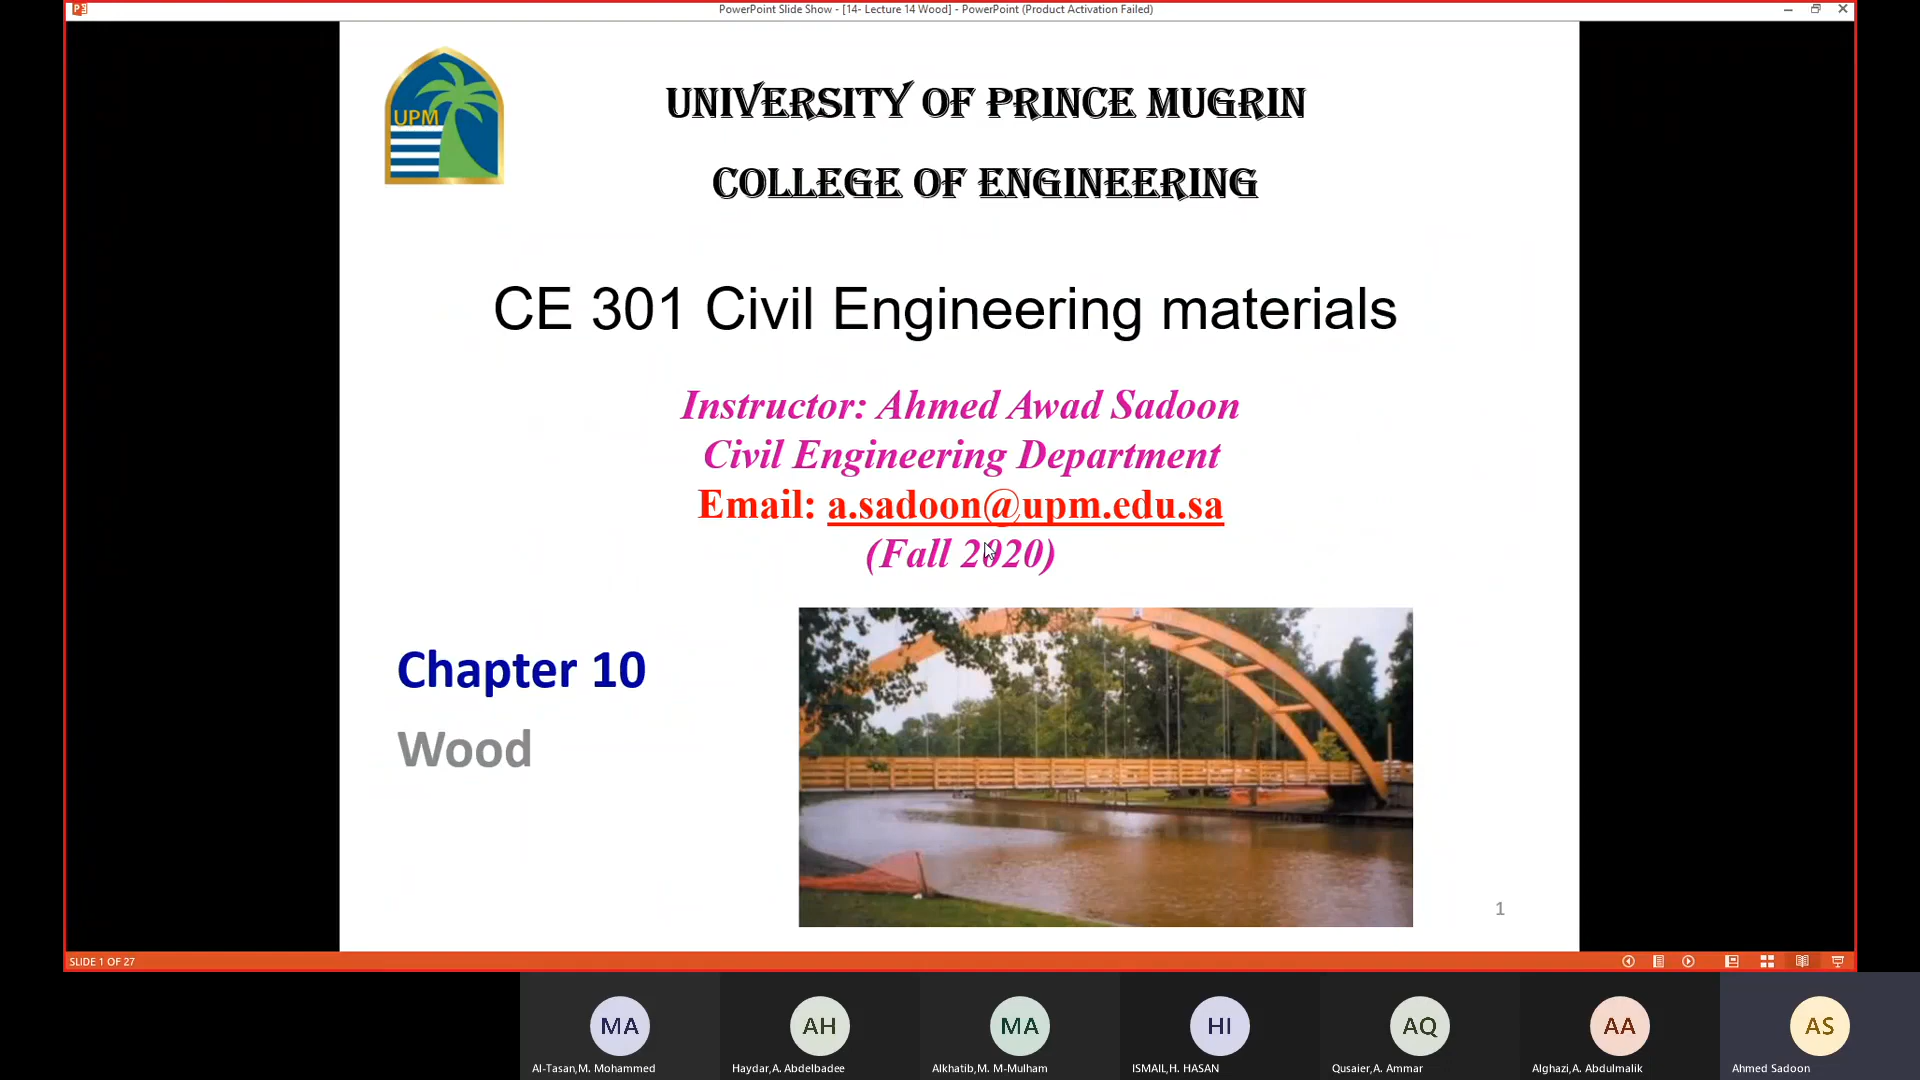 PowerPoint Slide Show - [14- Lecture 14 Wood] - PowerPoint (Product Activation Failed)
UPM
UNIVERSITY OF PRINCE MUGRIN
COLLEGE OF ENGINEERING
CE 301 Civil Engineering materials
Instructor: Ahmed Awad Sadoon
Civil Engineering Department
Email: a.sadoon@upm.edu.sa
(Fall 2020)
Chapter 10
Wood
1
SLIDE 1 OF 27
MA
AH
MA
HI
AQ
AA
AS
Al-Tasan,M. Mohammed
Haydar,A. Abdelbadee
Alkhatib,M. M-Mulham
ISMAIL,H. HASAN
Qusaier,A. Ammar
Alghazi,A. Abdulmalik
Ahmed Sadoon